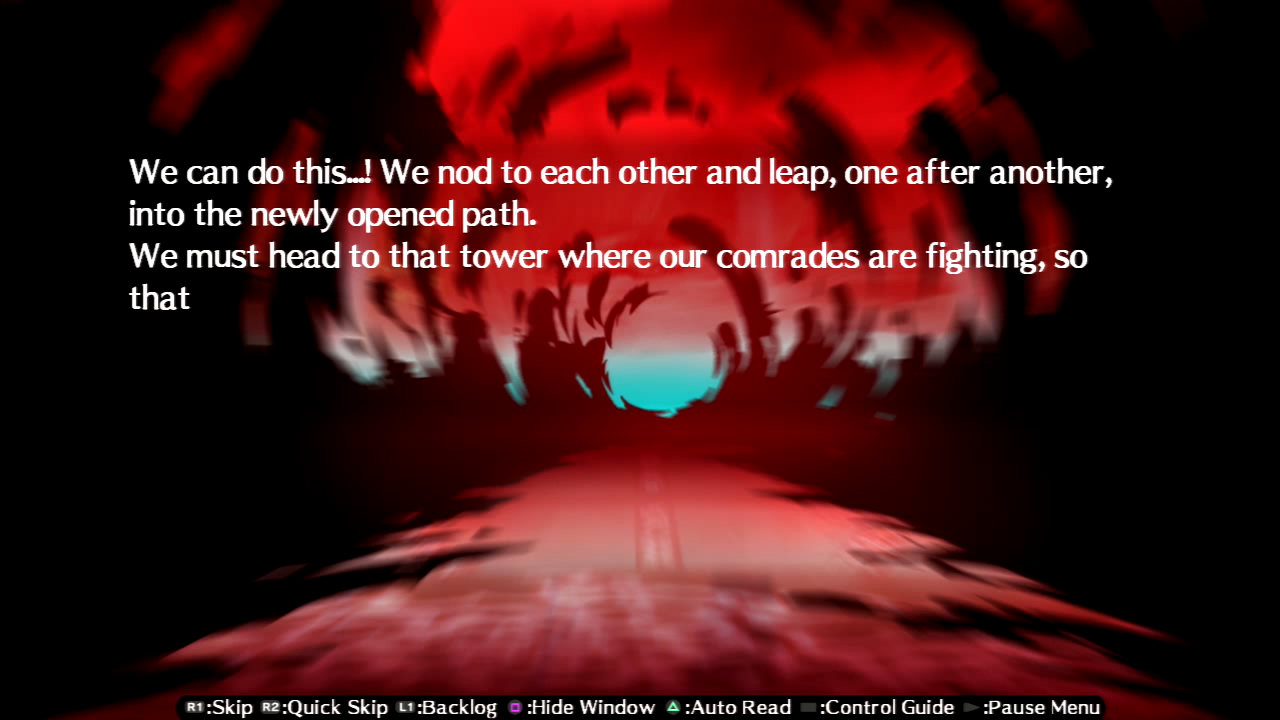 We can do this...! We nod to each other and leap, one after another,
into the newly opened path.
We must head to that tower where our comrades are fighting, so
that
R1:Skip R2:Quick Skip L1:Backlog :Hide Window :Auto Read :Control Guide :Pause Menu